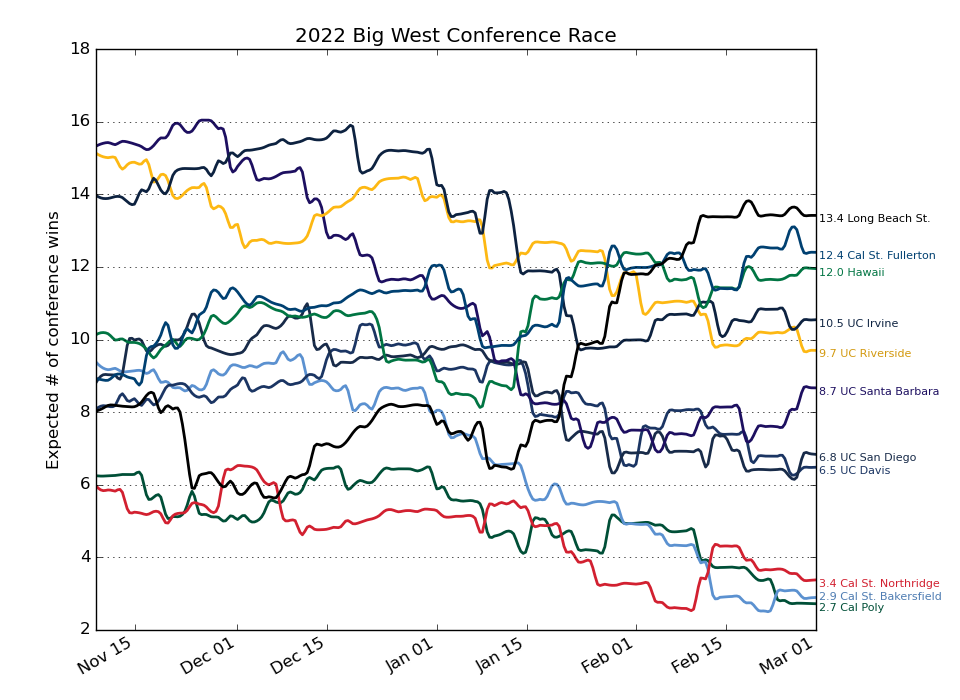 2022 Big West Conference Race
Expected # of conference wins
18
16
14
12
10
8
6
4
2
Nov 15
Dec 01
Dec 15
Jan 01
Jan 15
Feb 01
Feb 15
Mar 01
13.4 Long Beach St.
12.4 Cal St. Fullerton
12.0 Hawaii
10.5 UC Irvine
9.7 UC Riverside
8.7 UC Santa Barbara
6.8 UC San Diego
6.5 UC Davis
3.4 Cal St. Northridge
2.9 Cal St. Bakersfield
2.7 Cal Poly